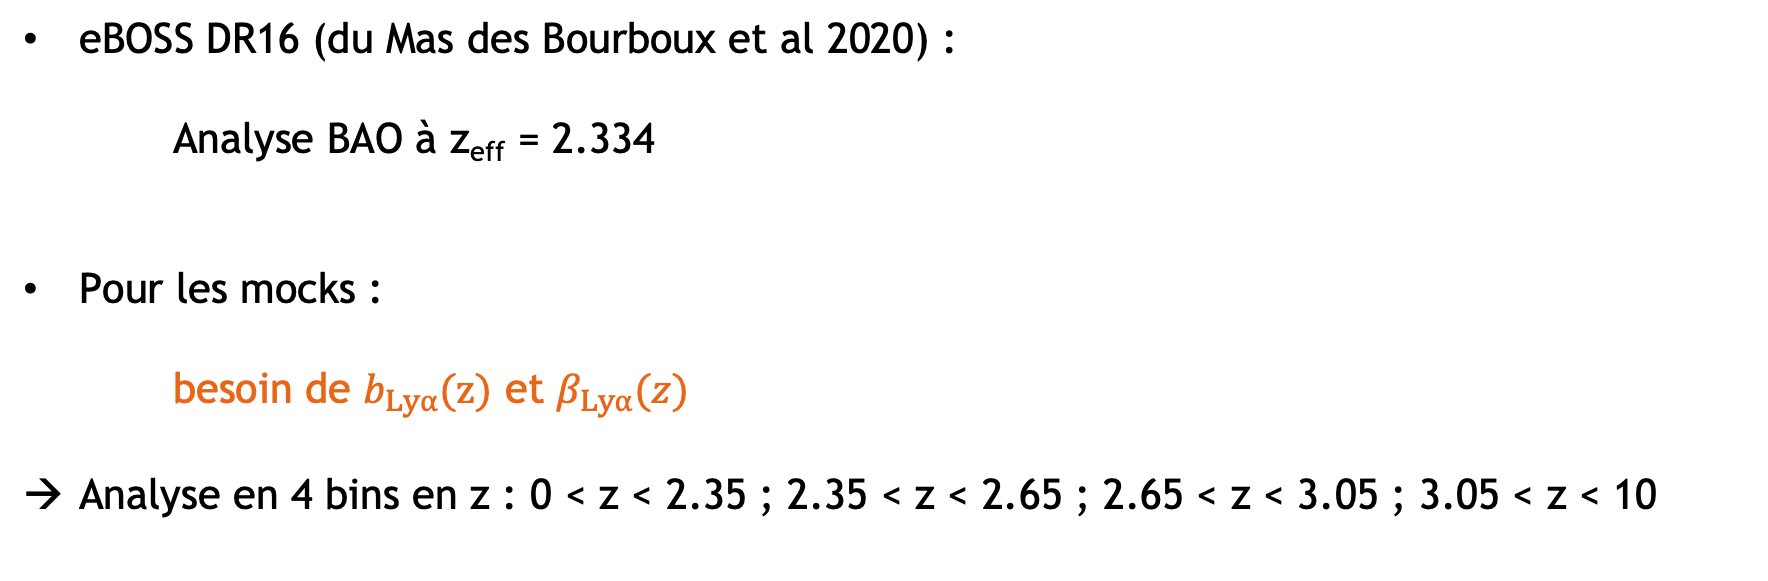 • eBOSS DR16 (du Mas des Bourboux et al 2020) :
Analyse BAO à zeff = 2.334
• Pour les mocks :
besoin de bLyα(z) et βLyα(z)
→ Analyse en 4 bins en z : 0 < z < 2.35 ; 2.35 < z < 2.65 ; 2.65 < z < 3.05 ; 3.05 < z < 10